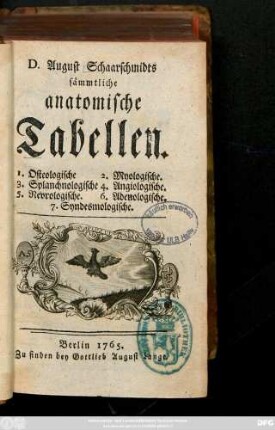 D. August Schaarschmidts
sämmtliche
anatomische
Tabellen.
1. Osteologische 2. Myologische.
3. Splanchnologische 4. Angiologische.
5. Nevrologische. 6. Adenologische.
7. Syndesmologische.
Berlin 1765.
Zu finden bey Gottlieb August Lange